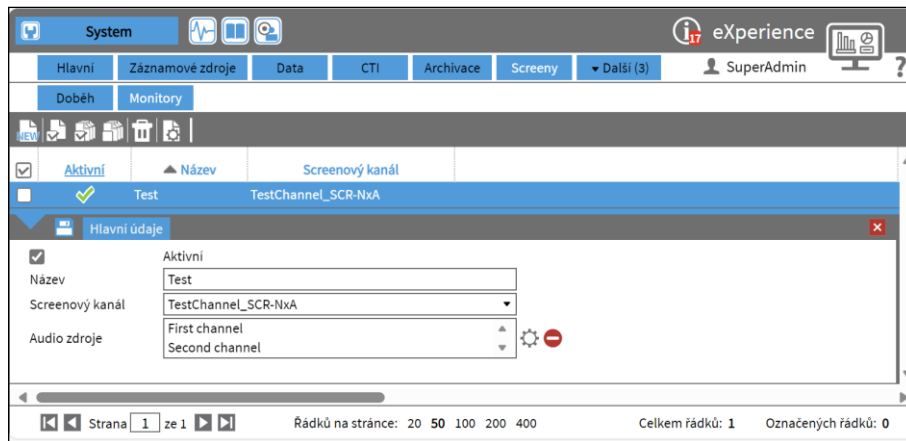 System
17
eXperience
Hlavní Záznamové zdroje Data CTI Archivace Screeny Další (3) SuperAdmin ?
Doběh Monitory
NEW
Aktivní Název Screenový kanál
Test TestChannel_SCR-NxA
Hlavní údaje
Aktivní
Název Test
Screenový kanál TestChannel_SCR-NxA
Audio zdroje First channel
Second channel
Strana 1 ze 1 Řádků na stránce: 20 50 100 200 400 Celkem řádků: 1 Označených řádků: 0